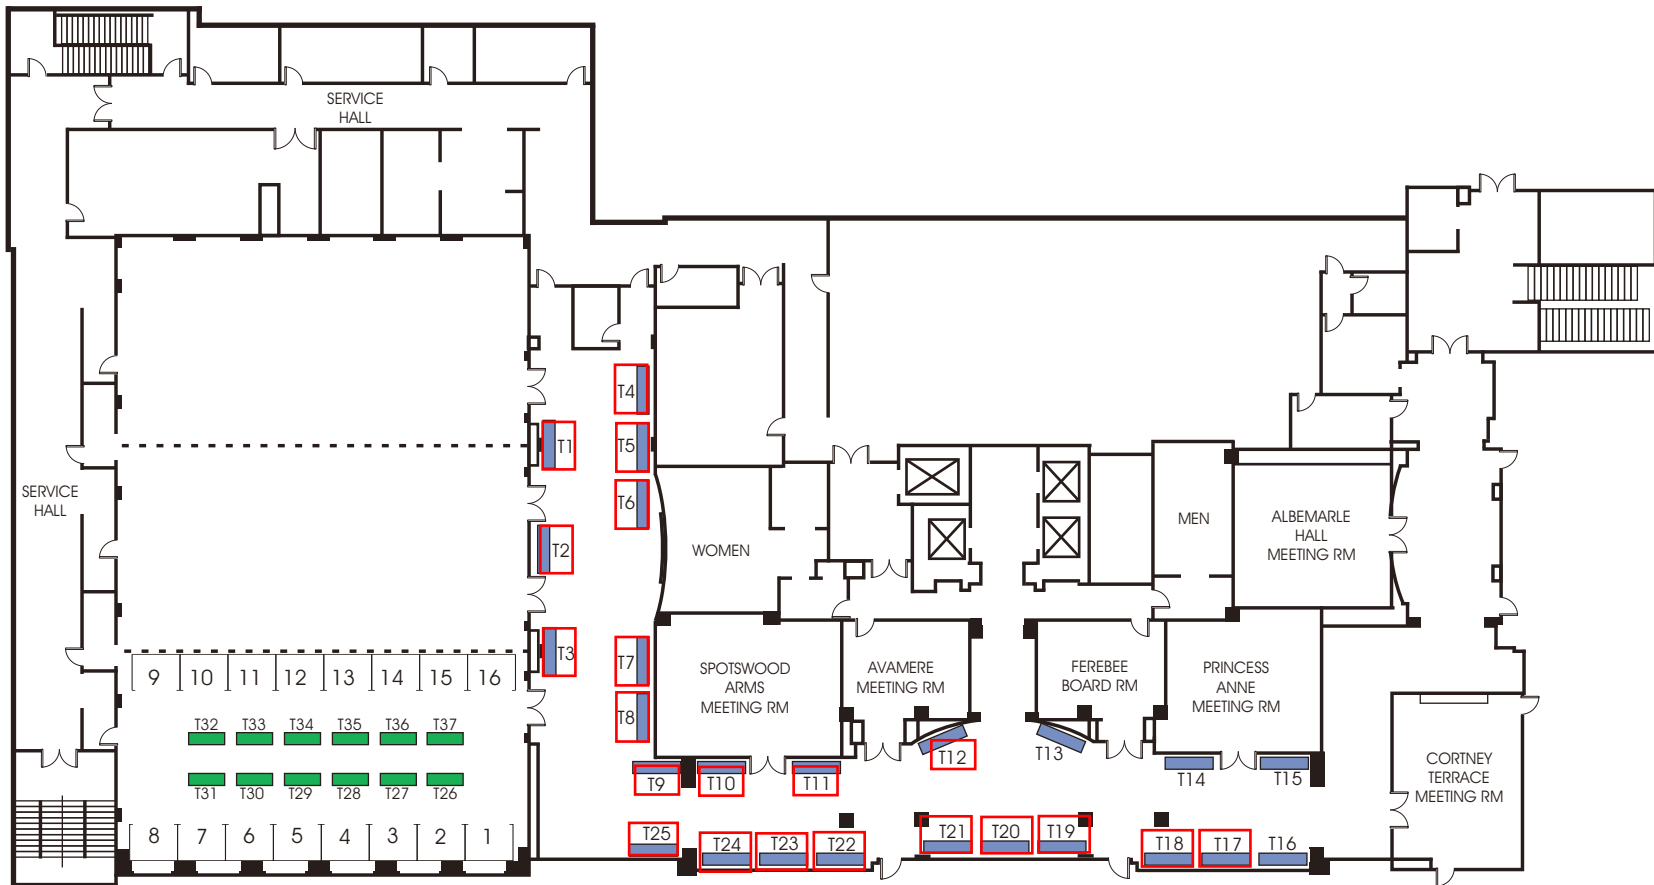 SERVICE
HALL
SERVICE
HALL
T4
T1
T5
T6
T2
T3
T7
T8
WOMEN
MEN
ALBEMARLE
HALL
MEETING RM
SPOTSWOOD
ARMS
MEETING RM
AVAMERE
MEETING RM
FEREBEE
BOARD RM
PRINCESS
ANNE
MEETING RM
CORTNEY
TERRACE
MEETING RM
9 10 11 12 13 14 15 16
T32 T33 T34 T35 T36 T37
T31 T30 T29 T28 T27 T26
8 7 6 5 4 3 2 1
T9 T10 T11 T12 T13 T14 T15
T25 T24 T23 T22 T21 T20 T19 T18 T17 T16